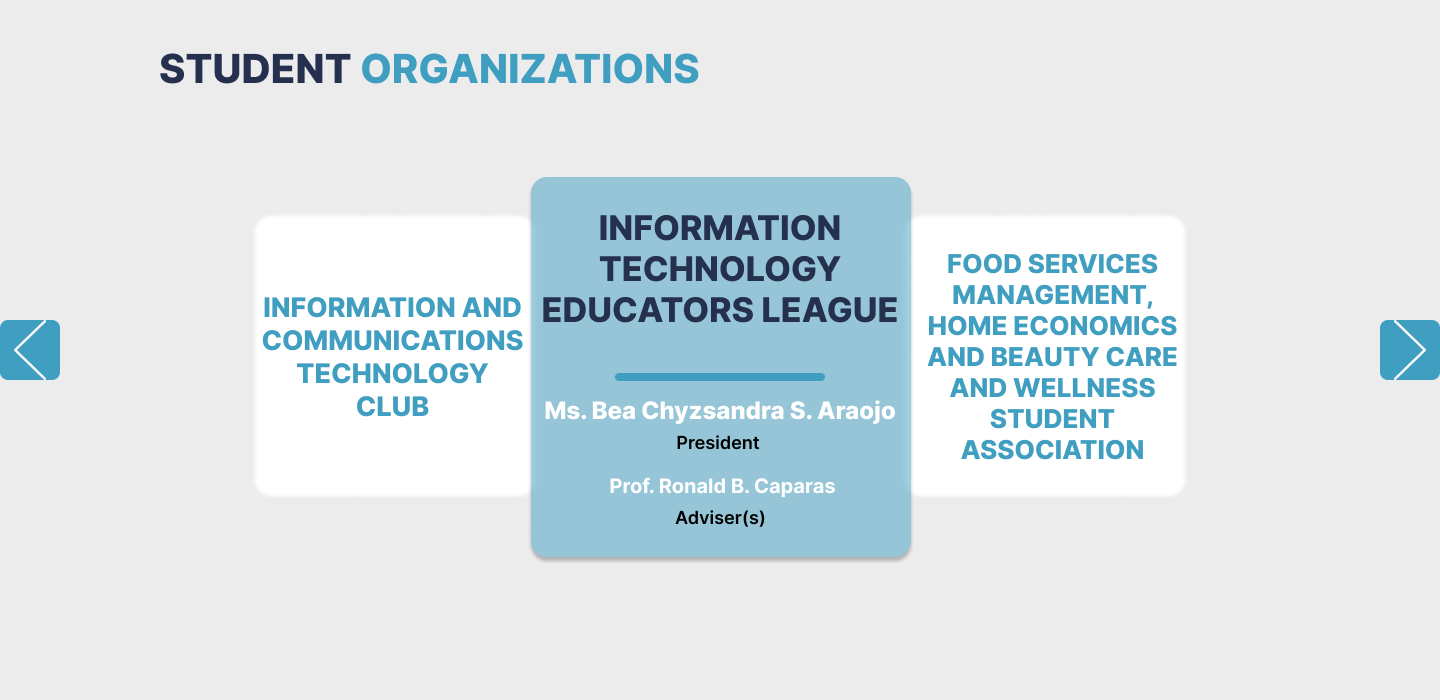 STUDENT ORGANIZATIONS
INFORMATION AND
COMMUNICATIONS
TECHNOLOGY
CLUB
INFORMATION
TECHNOLOGY
EDUCATORS LEAGUE
Ms. Bea Chyzsandra S. Araojo
President
Prof. Ronald B. Caparas
Adviser(s)
FOOD SERVICES
MANAGEMENT,
HOME ECONOMICS
AND BEAUTY CARE
AND WELLNESS
STUDENT
ASSOCIATION